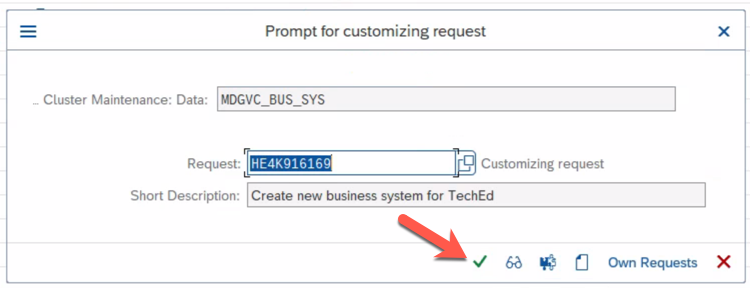 Prompt for customizing request
... Cluster Maintenance: Data: MDGVC_BUS_SYS
Request: HE4K916169 Customizing request
Short Description: Create new business system for TechEd
Own Requests